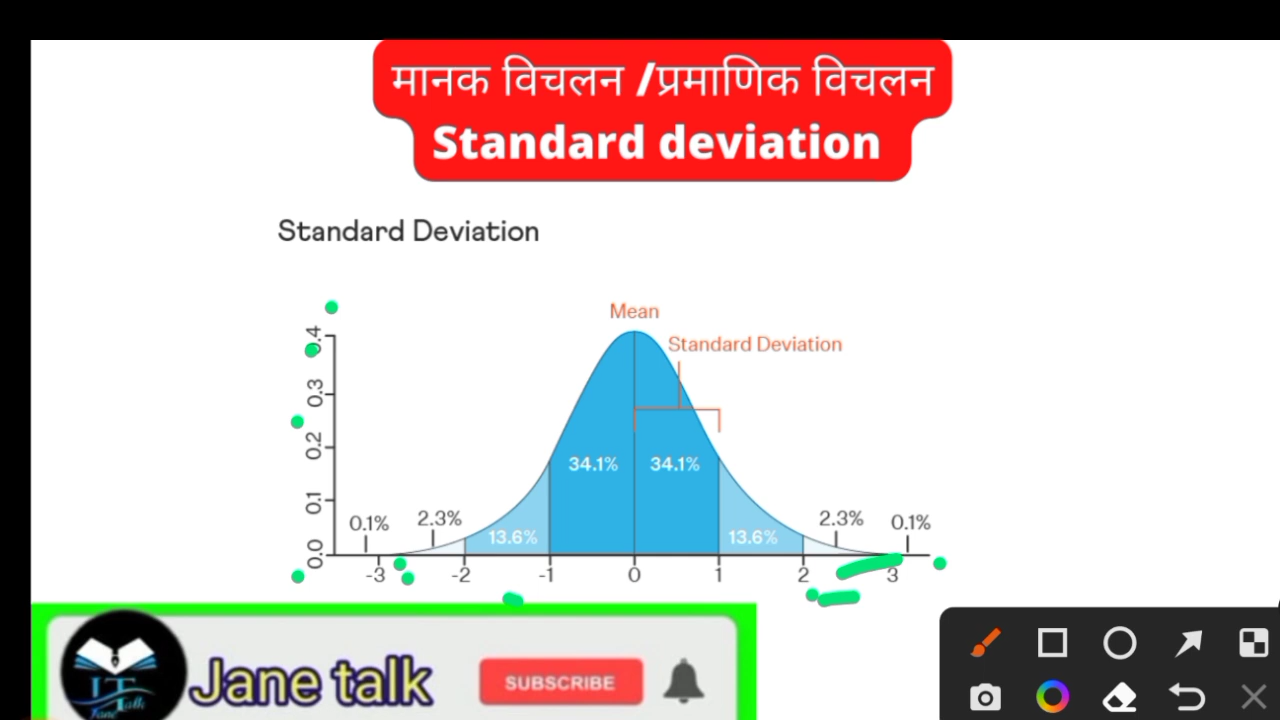 मानक विचलन /प्रमाणिक विचलन
Standard deviation
Standard Deviation
Mean
Standard Deviation
0.4
0.3
0.2
0.1
0.0
34.1%
34.1%
0.1%
2.3%
13.6%
13.6%
2.3%
0.1%
-3
-2
-1
0
1
2
3
Jane talk
SUBSCRIBE